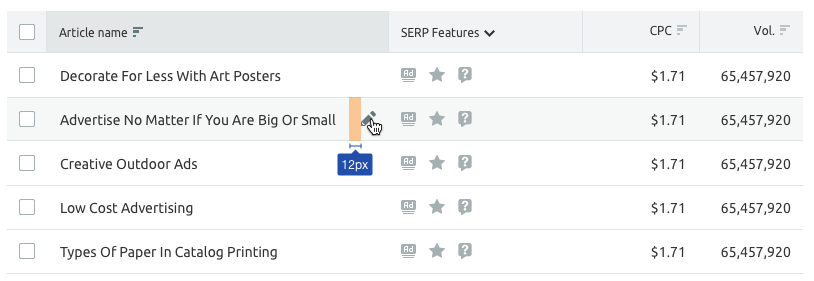 Article name SERP Features CPC Vol.
Decorate For Less With Art Posters Ad ? $1.71 65,457,920
Advertise No Matter If You Are Big Or Small Ad ? $1.71 65,457,920
12px
Creative Outdoor Ads Ad ? $1.71 65,457,920
Low Cost Advertising Ad ? $1.71 65,457,920
Types Of Paper In Catalog Printing Ad ? $1.71 65,457,920